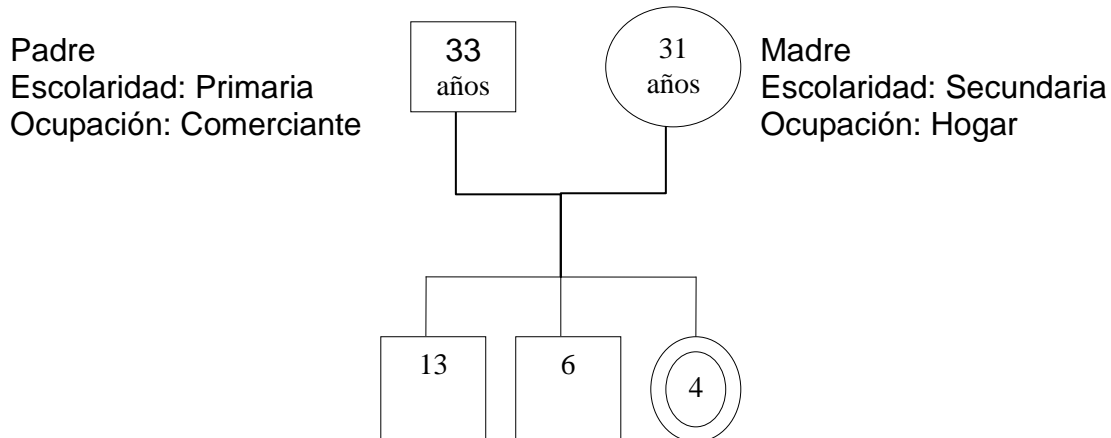 Padre
Escolaridad: Primaria
Ocupación: Comerciante
33
años
31
años
Madre
Escolaridad: Secundaria
Ocupación: Hogar
13
6
4